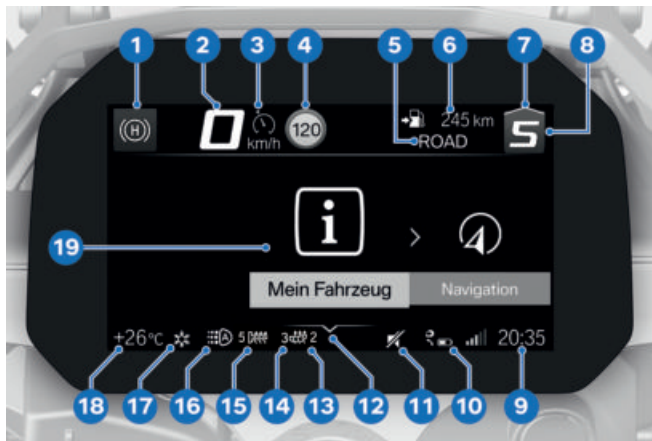 1 2 3 4 5 6 7 8
(H) 0 km/h 120 245 km S
ROAD
i
19
Mein Fahrzeug Navigation
+26°C A 5 3 2 20:35
18 17 16 15 14 13 12 11 10 9